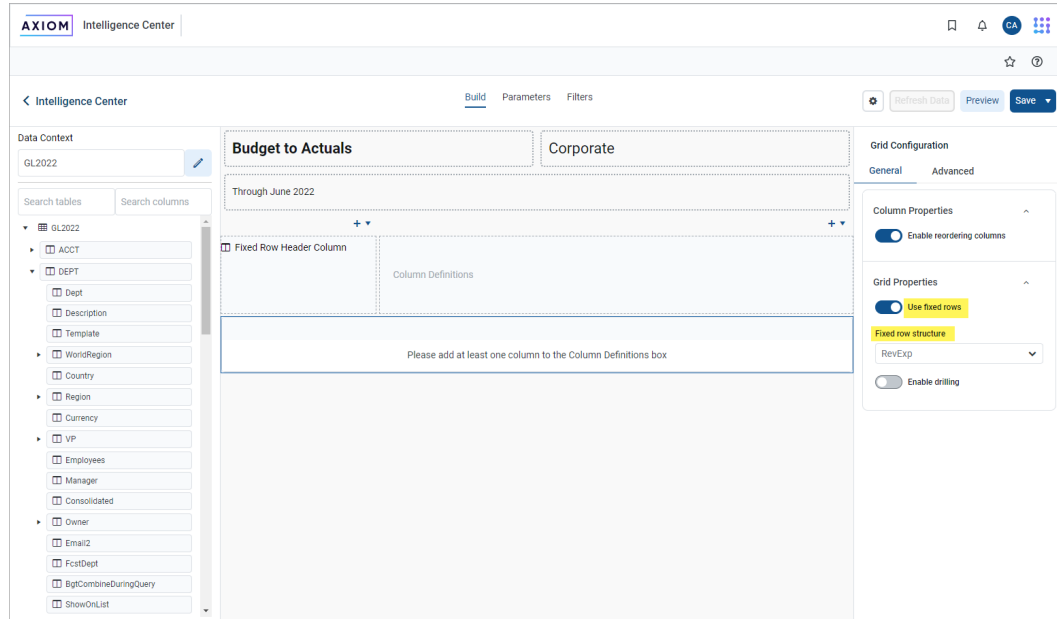 AXIOM Intelligence Center
CA
Intelligence Center
Build Parameters Filters
Refresh Data Preview Save
Data Context
GL2022
Search tables Search columns
GL2022
ACCT
DEPT
Dept
Description
Template
WorldRegion
Country
Region
Currency
VP
Employees
Manager
Consolidated
Owner
Email2
FcstDept
BgtCombineDuringQuery
ShowOnList
Budget to Actuals
Corporate
Through June 2022
Fixed Row Header Column
Column Definitions
Please add at least one column to the Column Definitions box
Grid Configuration
General Advanced
Column Properties
Enable reordering columns
Grid Properties
Use fixed rows
Fixed row structure
RevExp
Enable drilling